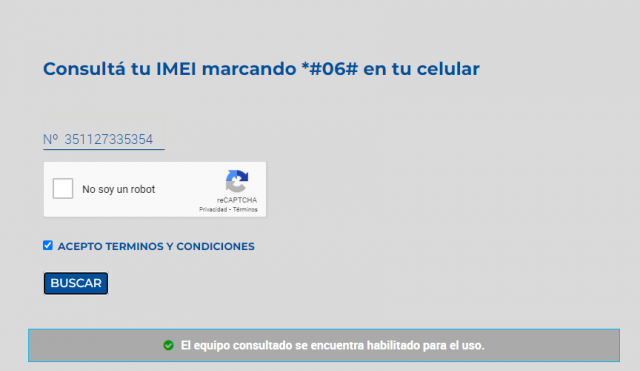 Consultá tu IMEI marcando *#06# en tu celular
Nº 351127335354
No soy un robot
reCAPTCHA
Privacidad - Términos
ACEPTO TERMINOS Y CONDICIONES
BUSCAR
El equipo consultado se encuentra habilitado para el uso.